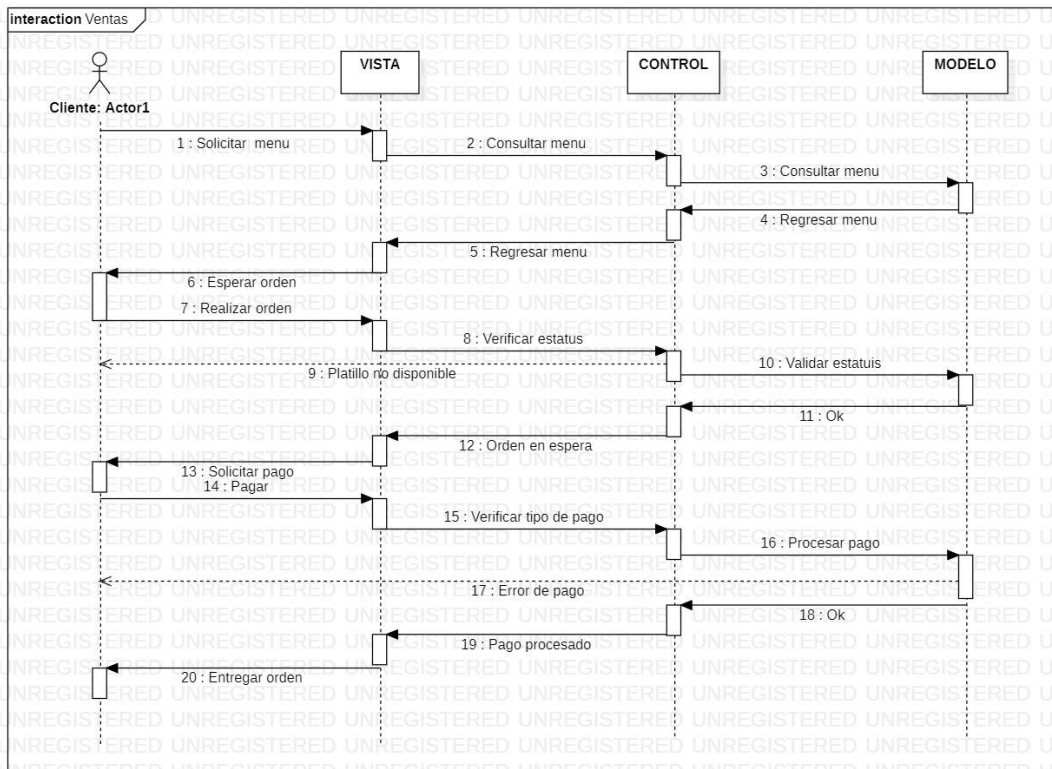 interaction Ventas
VISTA
CONTROL
MODELO
Cliente: Actor1
1 : Solicitar menu
2 : Consultar menu
3 : Consultar menu
4 : Regresar menu
5 : Regresar menu
6 : Esperar orden
7 : Realizar orden
8 : Verificar estatus
9 : Platillo no disponible
10 : Validar estatuis
11 : Ok
12 : Orden en espera
13 : Solicitar pago
14 : Pagar
15 : Verificar tipo de pago
16 : Procesar pago
17 : Error de pago
18 : Ok
19 : Pago procesado
20 : Entregar orden
UNREGISTERED